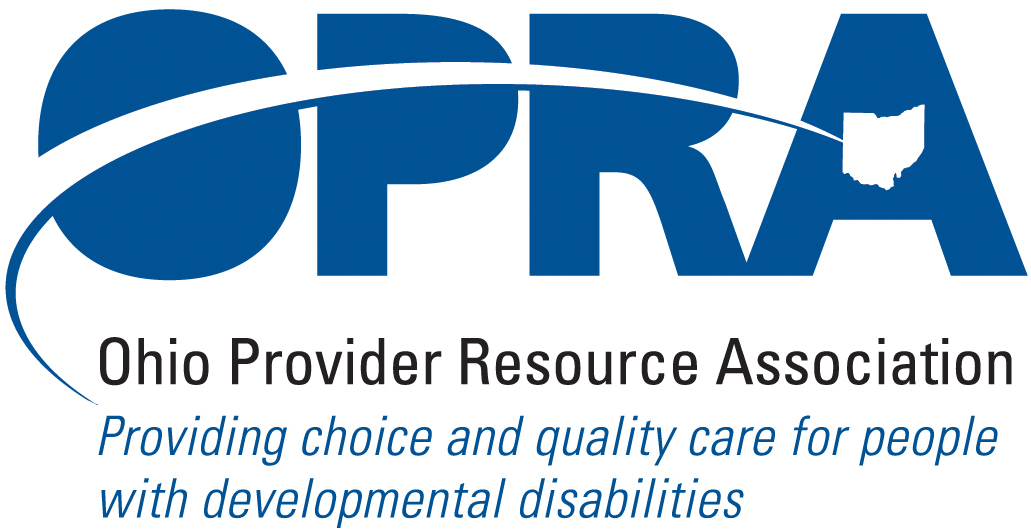 OPRA
Ohio Provider Resource Association
Providing choice and quality care for people
with developmental disabilities